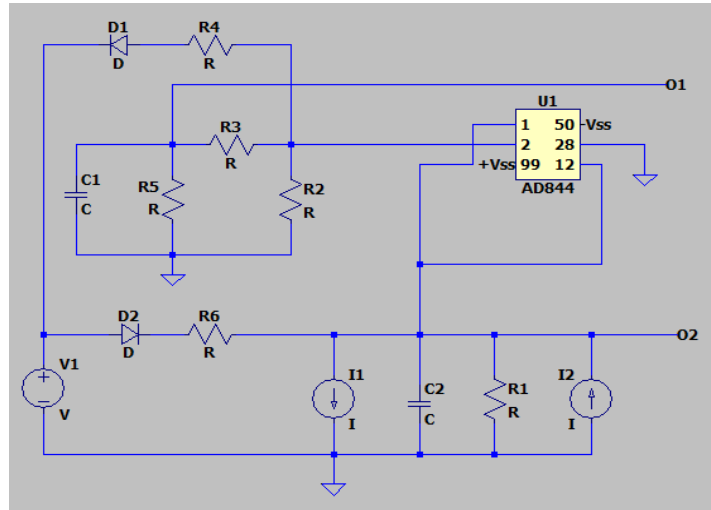 D1
D
R4
R
O1
U1
1
50
-Vss
2
28
+Vss
99
12
AD844
R3
R
C1
C
R5
R
R2
R
D2
D
R6
R
O2
V1
V
I1
I
C2
C
R1
R
I2
I